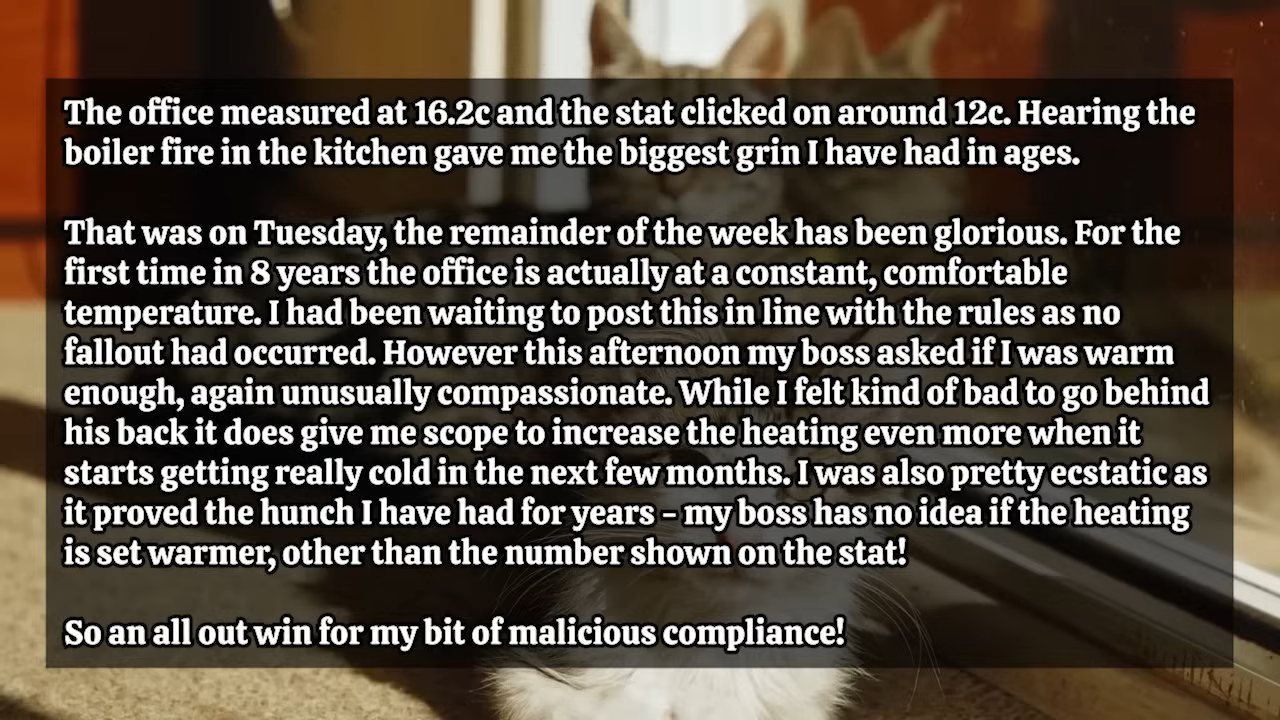 The office measured at 16.2c and the stat clicked on around 12c. Hearing the
boiler fire in the kitchen gave me the biggest grin I have had in ages.
That was on Tuesday, the remainder of the week has been glorious. For the
first time in 8 years the office is actually at a constant, comfortable
temperature. I had been waiting to post this in line with the rules as no
fallout had occurred. However this afternoon my boss asked if I was warm
enough, again unusually compassionate. While I felt kind of bad to go behind
his back it does give me scope to increase the heating even more when it
starts getting really cold in the next few months. I was also pretty ecstatic as
it proved the hunch I have had for years - my boss has no idea if the heating
is set warmer, other than the number shown on the stat!
So an all out win for my bit of malicious compliance!